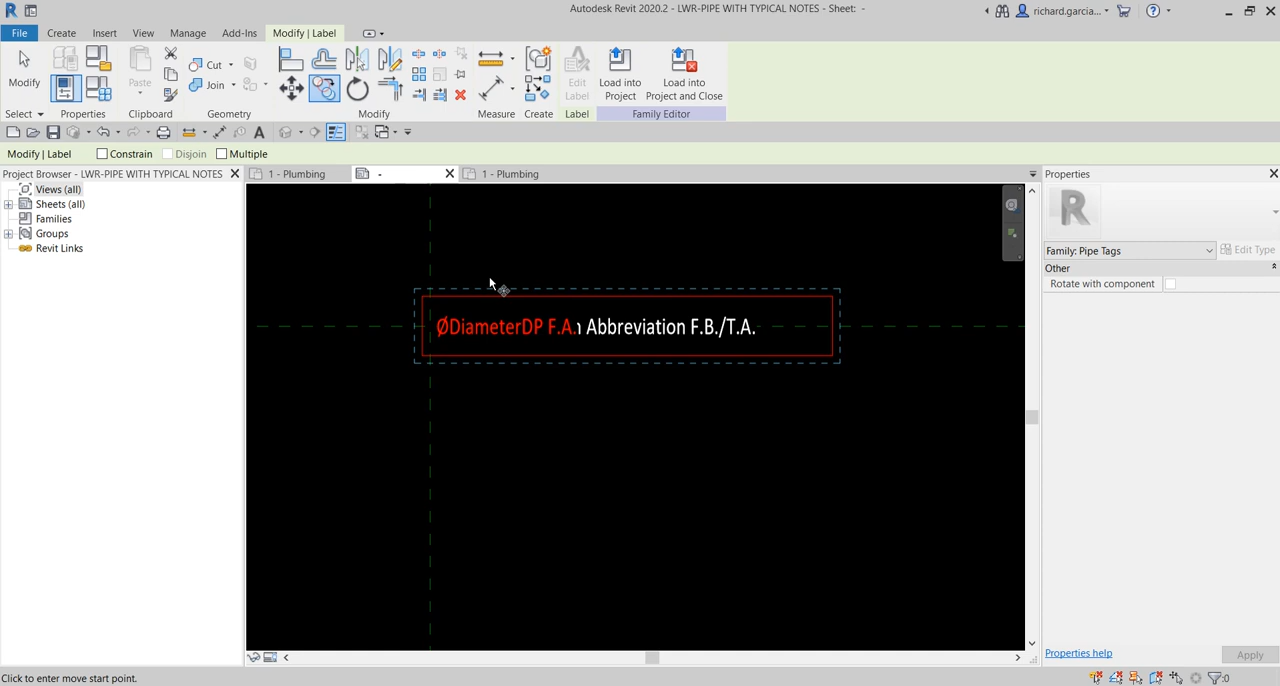 Autodesk Revit 2020.2 - LWR-PIPE WITH TYPICAL NOTES - Sheet: -
richard.garcia...
File Create Insert View Manage Add-Ins Modify | Label
Modify
Paste
Cut
Join
Edit Label
Load into Project
Load into Project and Close
Select Properties Clipboard Geometry Modify Measure Create Label Family Editor
Modify | Label Constrain Disjoin Multiple
Project Browser - LWR-PIPE WITH TYPICAL NOTES
1 - Plumbing
-
1 - Plumbing
Properties
Views (all)
Sheets (all)
Families
Groups
Revit Links
ØDiameterDP F.A. Abbreviation F.B./T.A.
R
Family: Pipe Tags
Edit Type
Other
Rotate with component
Properties help
Apply
Click to enter move start point.
:0